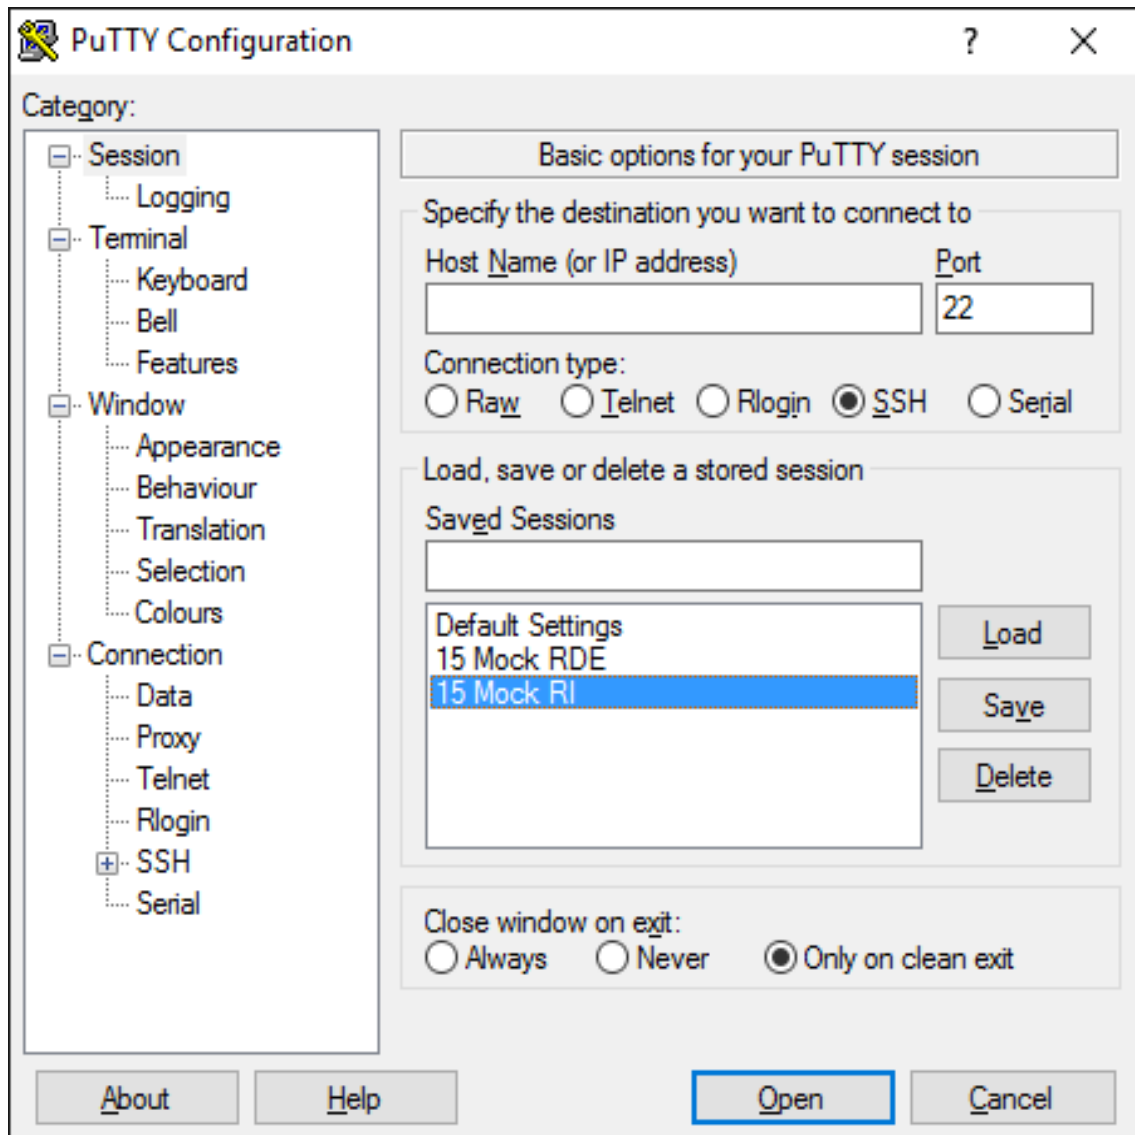 PuTTY Configuration
?
Category:
Session
Logging
Terminal
Keyboard
Bell
Features
Window
Appearance
Behaviour
Translation
Selection
Colours
Connection
Data
Proxy
Telnet
Rlogin
SSH
Serial
Basic options for your PuTTY session
Specify the destination you want to connect to
Host Name (or IP address) Port
22
Connection type:
Raw Telnet Rlogin SSH Serial
Load, save or delete a stored session
Saved Sessions
Default Settings
15 Mock RDE
15 Mock RI
Load
Save
Delete
Close window on exit:
Always Never Only on clean exit
About Help Open Cancel